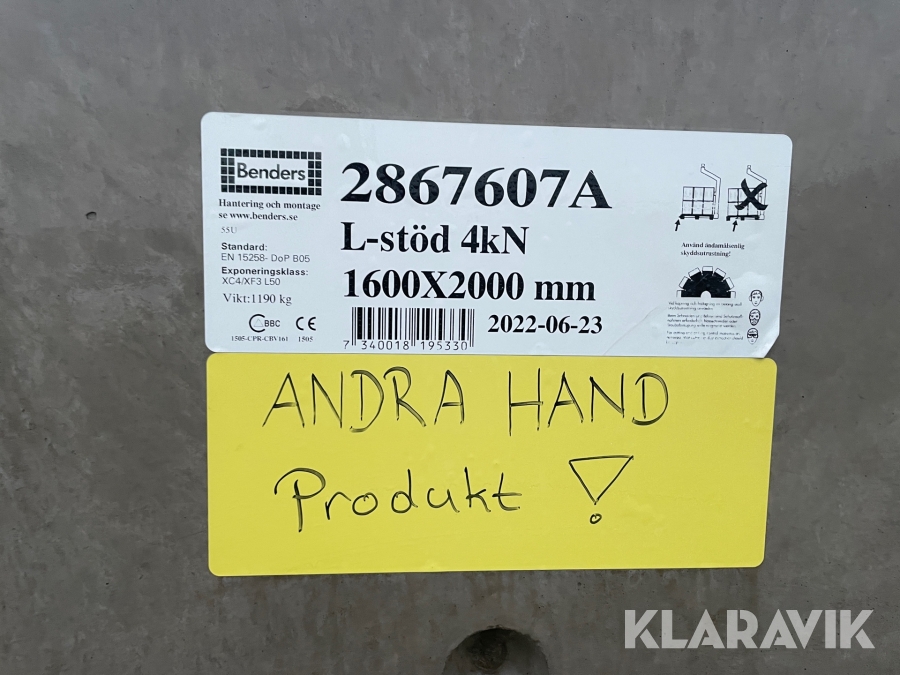 Benders
Hantering och montage
se www.benders.se
55U
Standard:
EN 15258- DoP B05
Exponeringsklass:
XC4/XF3 L50
Vikt:1190 kg
BBC CE
1505-CPR-CBV161 1505
2867607A
L-stöd 4kN
1600X2000 mm
7 340018 195330
2022-06-23
Använd ändamålsenlig
skyddsutrustning!
ANDRA HAND
Produkt !
KLARAVIK